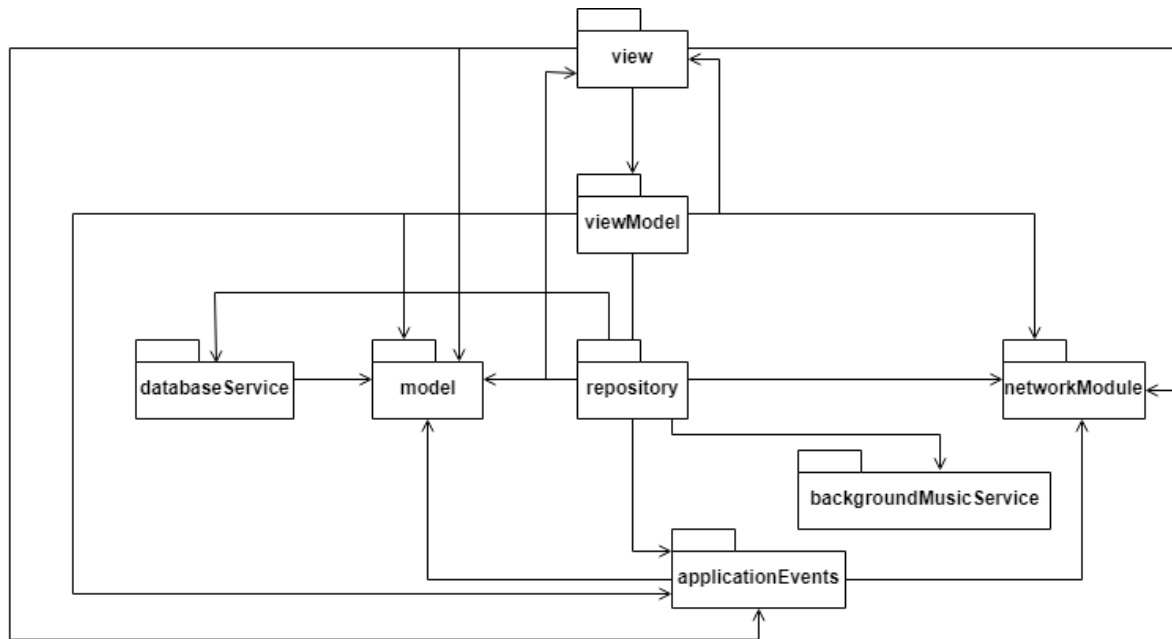 view
viewModel
databaseService
model
repository
networkModule
backgroundMusicService
applicationEvents